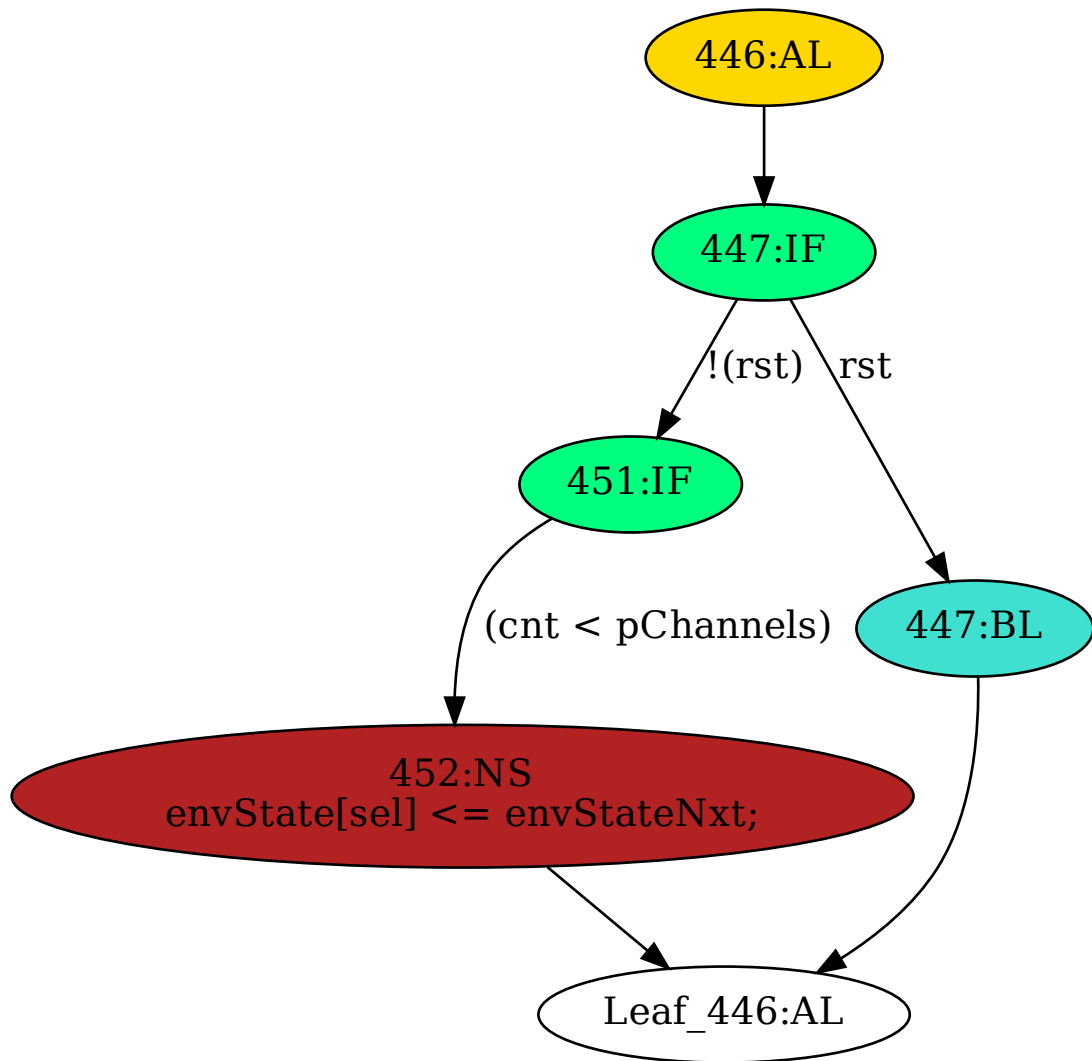 446:AL
447:IF
!(rst)
rst
451:IF
(cnt < pChannels)
447:BL
452:NS
envState[sel] <= envStateNxt;
Leaf_446:AL